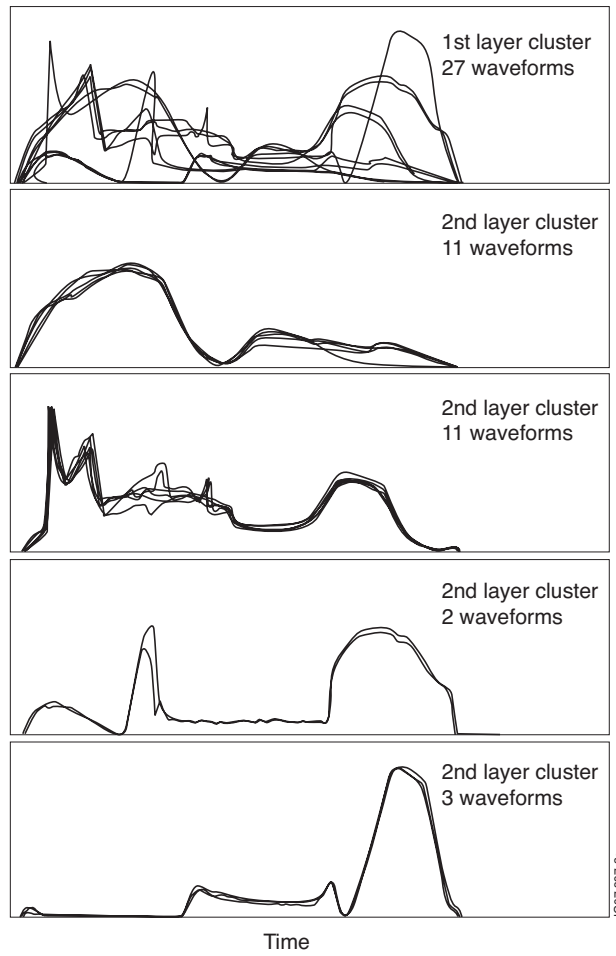 1st layer cluster
27 waveforms
2nd layer cluster
11 waveforms
2nd layer cluster
11 waveforms
2nd layer cluster
2 waveforms
2nd layer cluster
3 waveforms
Time